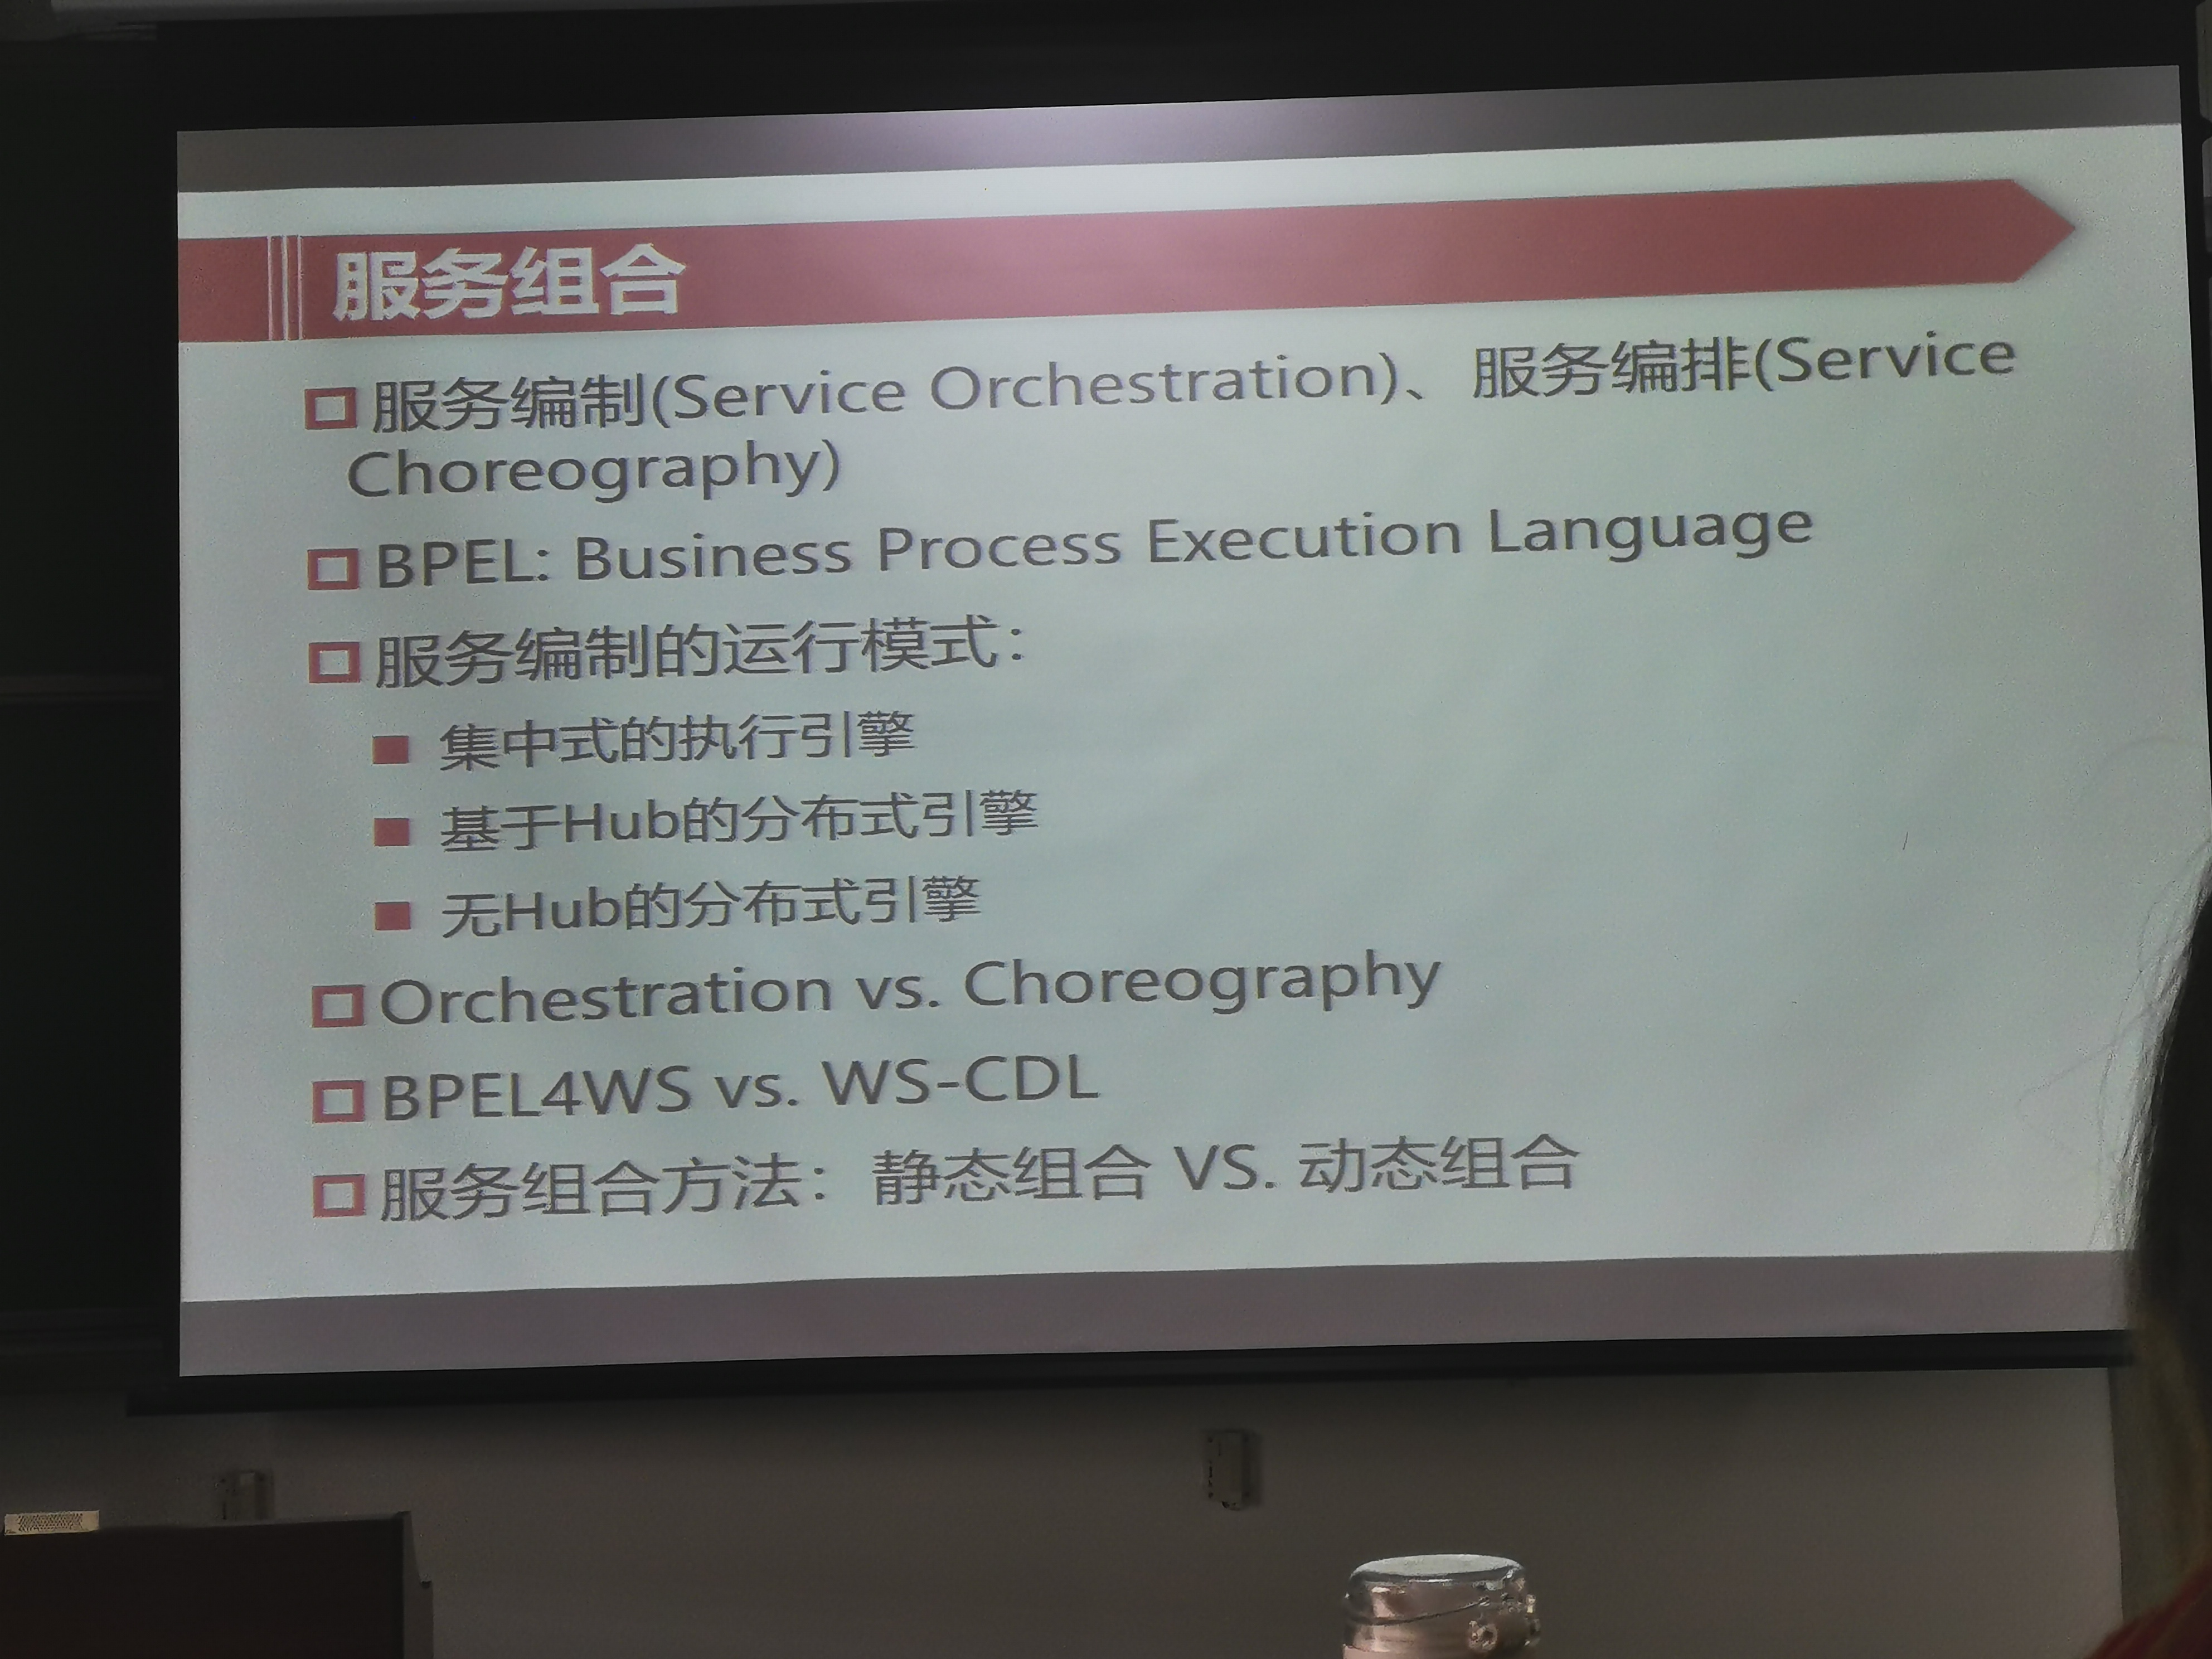 服务组合
服务编制(Service Orchestration)、服务编排(Service
Choreography)
BPEL: Business Process Execution Language
服务编制的运行模式：
集中式的执行引擎
基于Hub的分布式引擎
无Hub的分布式引擎
Orchestration vs. Choreography
BPEL4WS vs. WS-CDL
服务组合方法：静态组合 VS. 动态组合